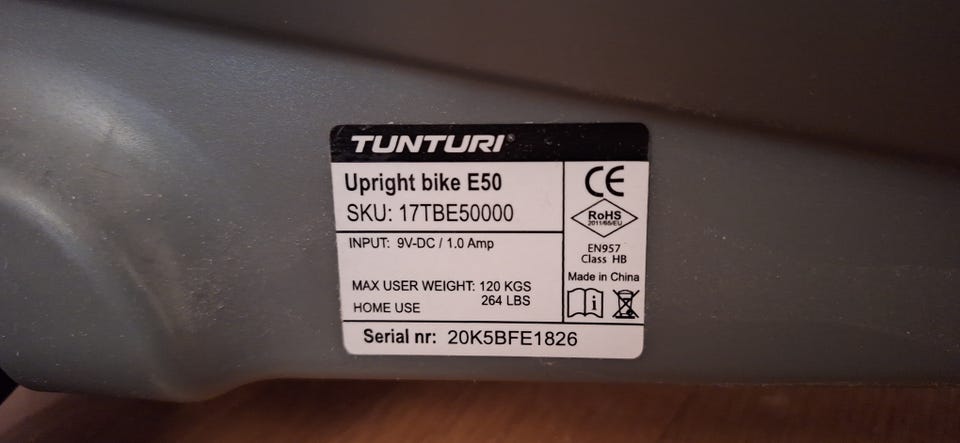 TUNTURI®
Upright bike E50
SKU: 17TBE50000
INPUT: 9V-DC / 1.0 Amp
MAX USER WEIGHT: 120 KGS
264 LBS
HOME USE
CE
RoHS
2011/65/EU
EN957
Class HB
Made in China
i
Serial nr: 20K5BFE1826